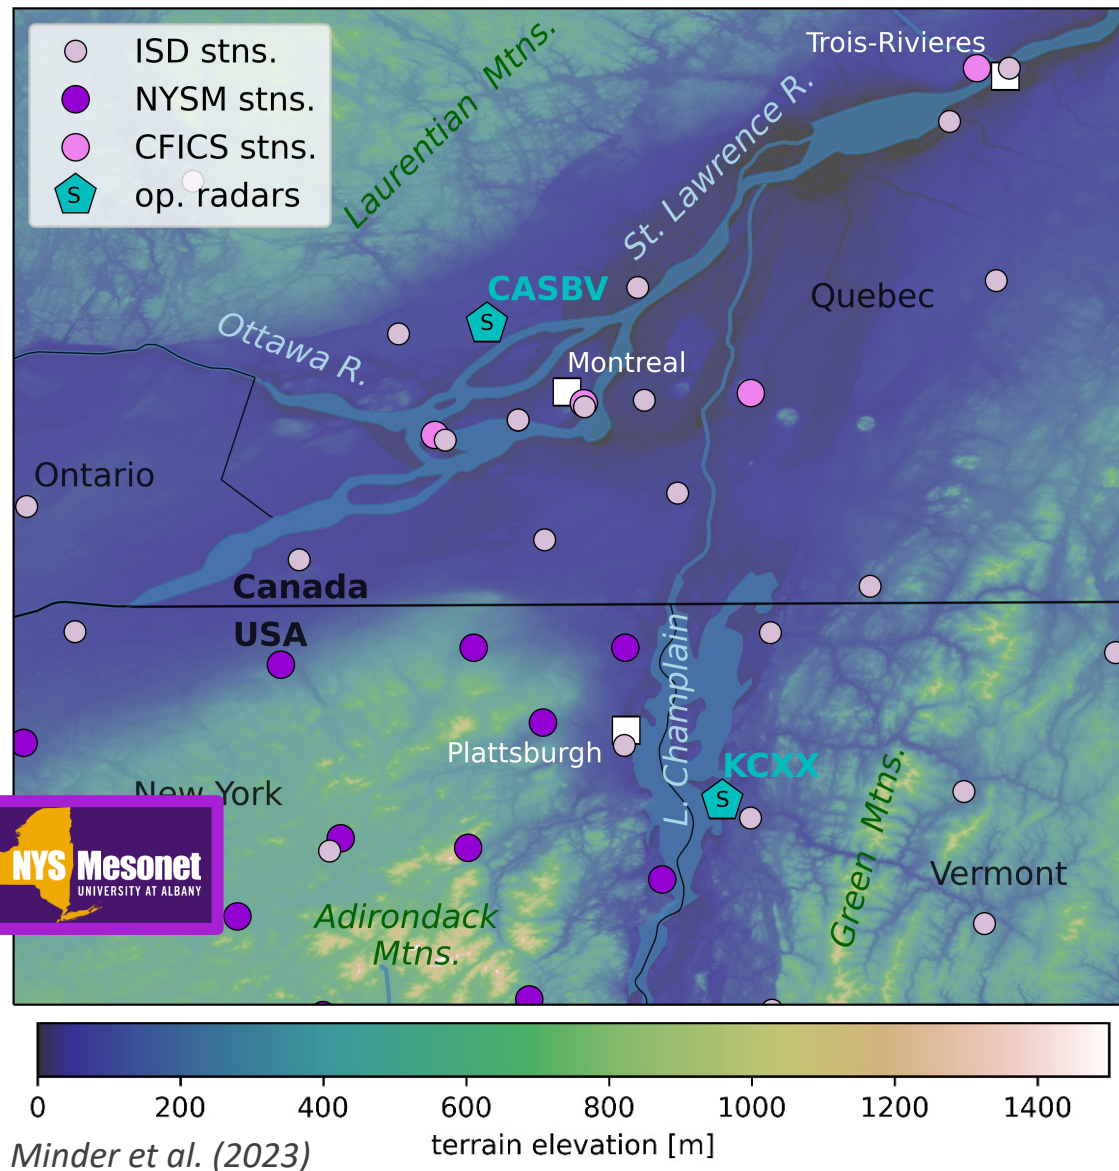 ISD stns.
NYSM stns.
CFICS stns.
S op. radars
Laurentian Mtns.
Trois-Rivieres
St. Lawrence R.
CASBV
S
Quebec
Ottawa R.
Montreal
Ontario
Canada
USA
L. Champlain
Plattsburgh
KCXX
S
New York
NYS Mesonet
UNIVERSITY AT ALBANY
Green Mtns.
Vermont
Adirondack
Mtns.
0 200 400 600 800 1000 1200 1400
terrain elevation [m]
Minder et al. (2023)